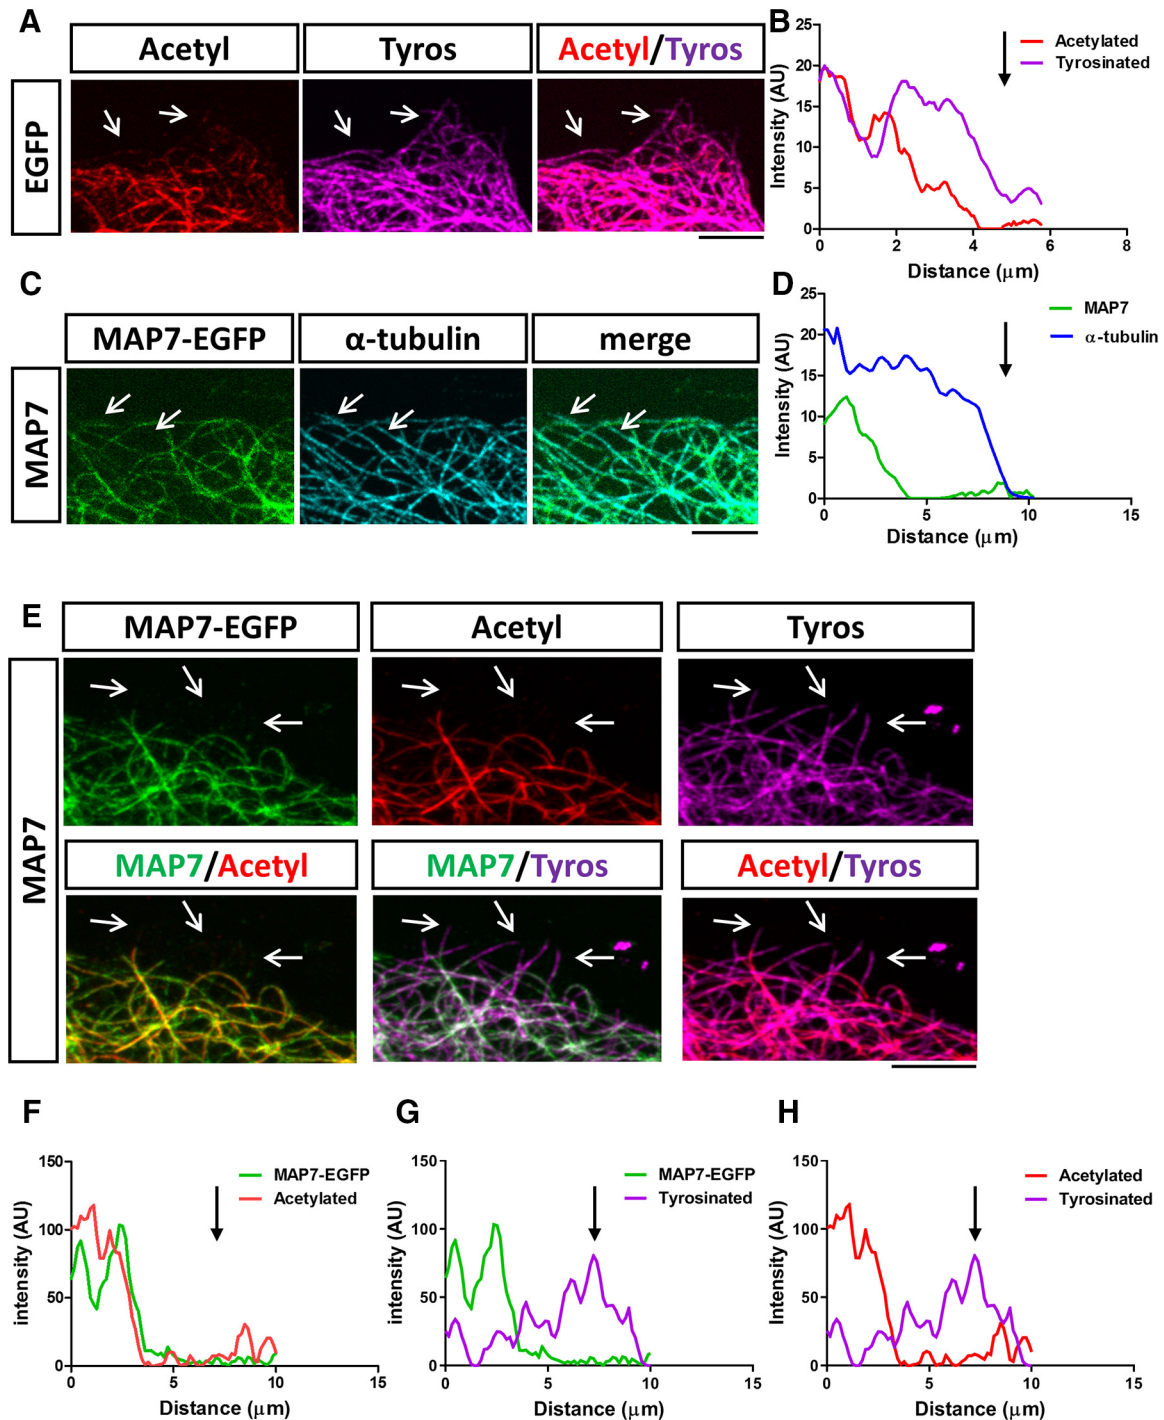 A
Acetyl
Tyros
Acetyl/Tyros
EGFP
B
25
20
15
10
5
0
Intensity (AU)
0 2 4 6 8
Distance (μm)
Acetylated
Tyrosinated
C
MAP7-EGFP
α-tubulin
merge
MAP7
D
25
20
15
10
5
0
Intensity (AU)
0 5 10 15
Distance (μm)
MAP7
α-tubulin
E
MAP7-EGFP
Acetyl
Tyros
MAP7
MAP7/Acetyl
MAP7/Tyros
Acetyl/Tyros
F
150
100
50
0
intensity (AU)
0 5 10 15
Distance (μm)
MAP7-EGFP
Acetylated
G
150
100
50
0
intensity (AU)
0 5 10 15
Distance (μm)
MAP7-EGFP
Tyrosinated
H
150
100
50
0
Intensity (AU)
0 5 10 15
Distance (μm)
Acetylated
Tyrosinated